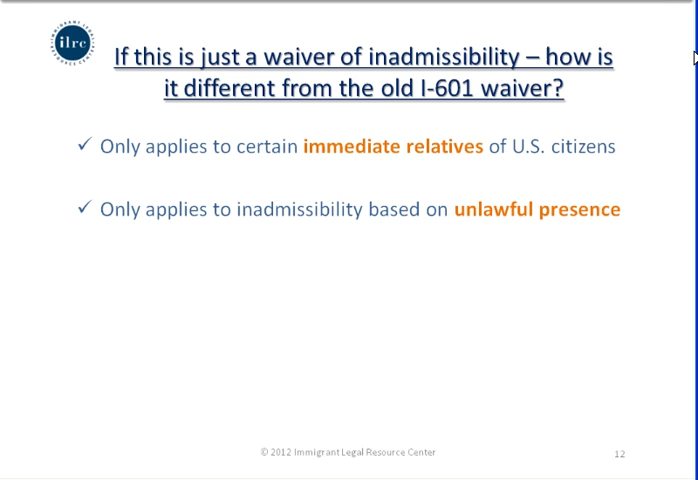 ilrc
If this is just a waiver of inadmissibility – how is
it different from the old I-601 waiver?
✓ Only applies to certain immediate relatives of U.S. citizens
✓ Only applies to inadmissibility based on unlawful presence
© 2012 Immigrant Legal Resource Center
12